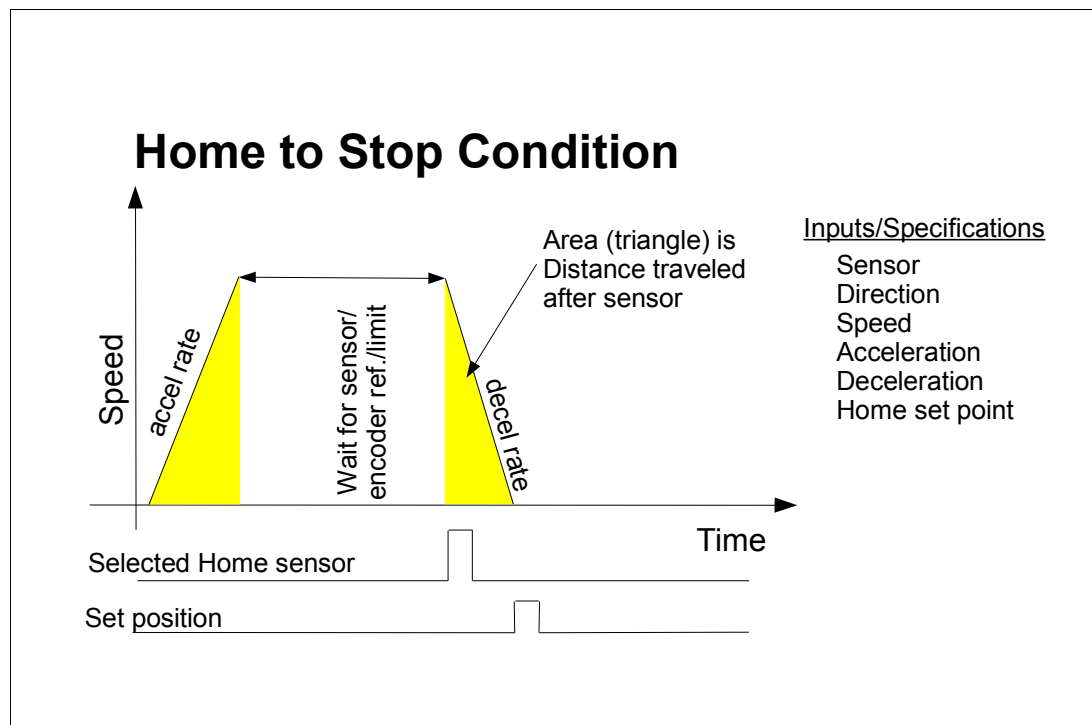 Home to Stop Condition
Speed
accel rate
Wait for sensor/
encoder ref./limit
Area (triangle) is
Distance traveled
after sensor
decel rate
Inputs/Specifications
Sensor
Direction
Speed
Acceleration
Deceleration
Home set point
Time
Selected Home sensor
Set position